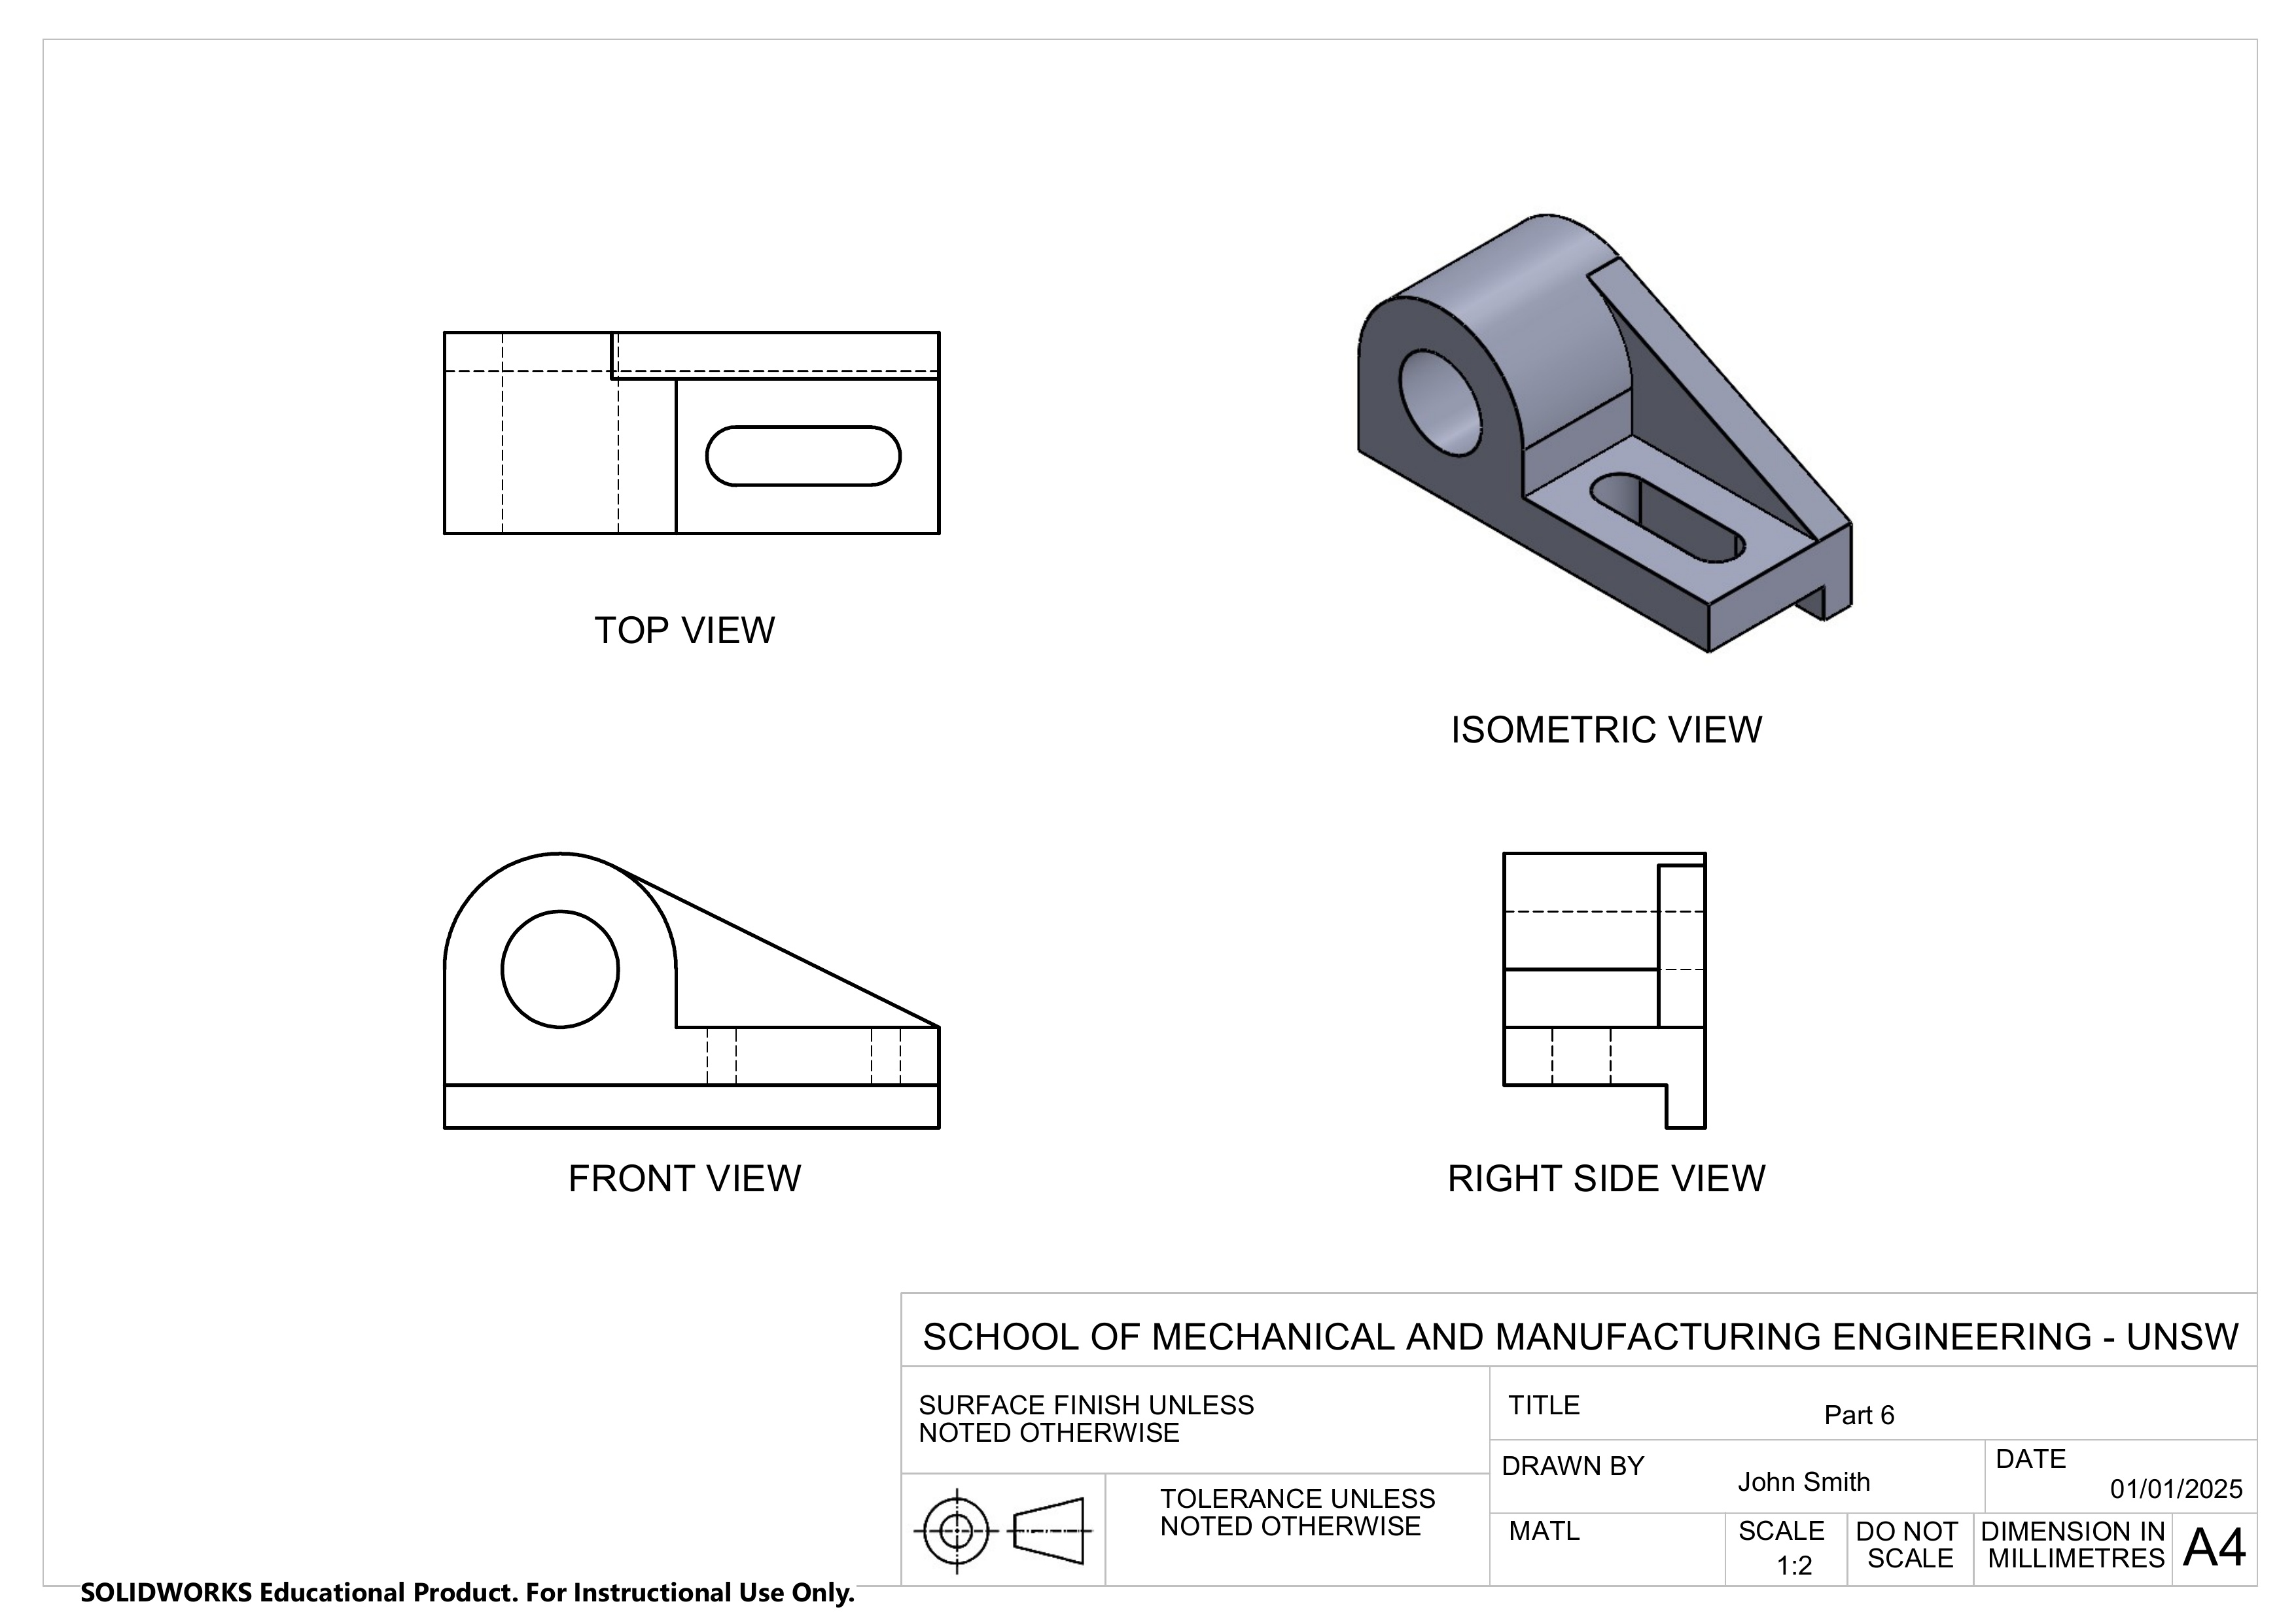 TOP VIEW
ISOMETRIC VIEW
FRONT VIEW
RIGHT SIDE VIEW
SCHOOL OF MECHANICAL AND MANUFACTURING ENGINEERING - UNSW
SURFACE FINISH UNLESS
NOTED OTHERWISE
TITLE
Part 6
DRAWN BY
John Smith
DATE
01/01/2025
TOLERANCE UNLESS
NOTED OTHERWISE
MATL
SCALE
1:2
DO NOT
SCALE
DIMENSION IN
MILLIMETRES
A4
SOLIDWORKS Educational Product. For Instructional Use Only.